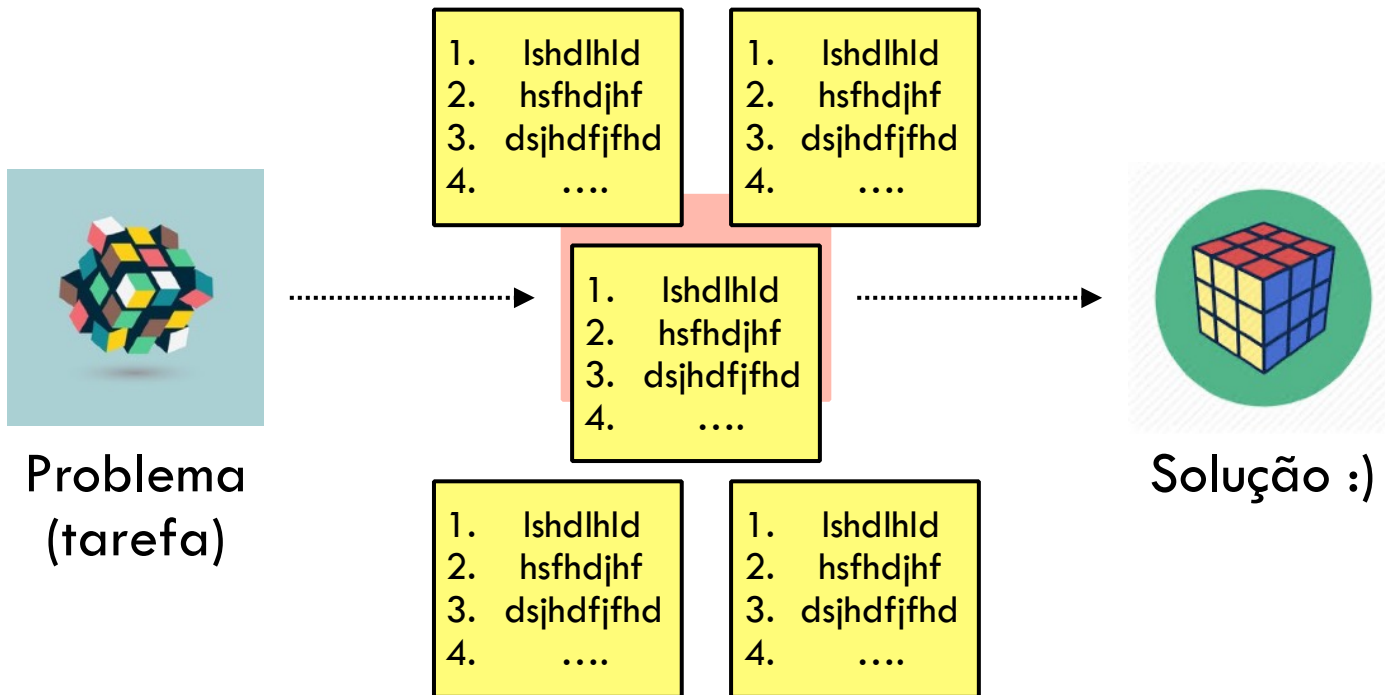 1. lshdlhld
2. hsfhdjhf
3. dsjhdfjfhd
4. ....
1. lshdlhld
2. hsfhdjhf
3. dsjhdfjfhd
4. ....
1. lshdlhld
2. hsfhdjhf
3. dsjhdfjfhd
4. ....
Problema
(tarefa)
Solução :)
1. lshdlhld
2. hsfhdjhf
3. dsjhdfjfhd
4. ....
1. lshdlhld
2. hsfhdjhf
3. dsjhdfjfhd
4. ....